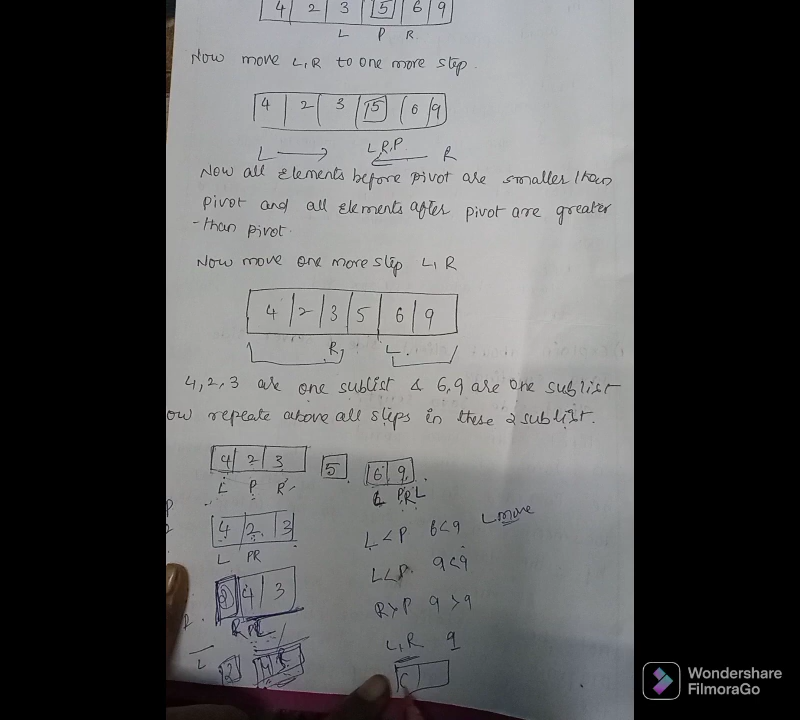 4 2 3 5 6 9
L P R
Now move L,R to one more step.
4 2 3 5 6 9
L R,P
L R
Now all Elements before pivot are smaller than
pivot and all Elements after pivot are greater
-than pivot.
Now move one more step L, R
4 2 3 5 6 9
R L
4, 2, 3 are one sublist & 6, 9 are one sublist
ow repeate above all steps in these 2 sublist.
4 2 3 5 6 9
L P R
L P R L
4 2 3
L PR
L<P 6<9 L move
L<P 9<9
2 4 3
R>P 9>9
L,R 9
L
2
Wondershare
FilmoraGo